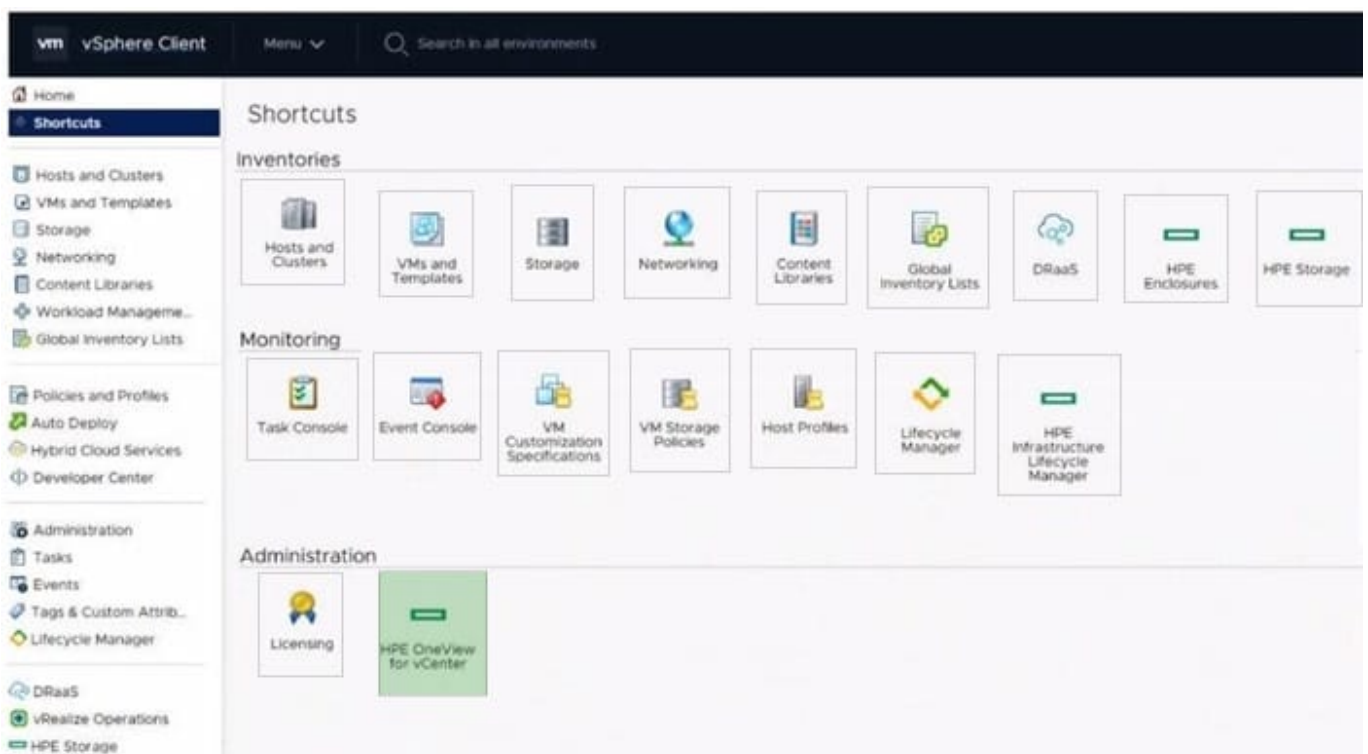 vm vSphere Client Menu Search in all environments
Home
Shortcuts
Hosts and Clusters
VMs and Templates
Storage
Networking
Content Libraries
Workload Manageme...
Global Inventory Lists
Policies and Profiles
Auto Deploy
Hybrid Cloud Services
Developer Center
Administration
Tasks
Events
Tags & Custom Attrib...
Lifecycle Manager
DRaaS
vRealize Operations
HPE Storage
Shortcuts
Inventories
Hosts and
Clusters
VMs and
Templates
Storage
Networking
Content
Libraries
Global
Inventory Lists
DRaaS
HPE
Enclosures
HPE Storage
Monitoring
Task Console
Event Console
VM
Customization
Specifications
VM Storage
Policies
Host Profiles
Lifecycle
Manager
HPE
Infrastructure
Lifecycle
Manager
Administration
Licensing
HPE OneView
for vCenter